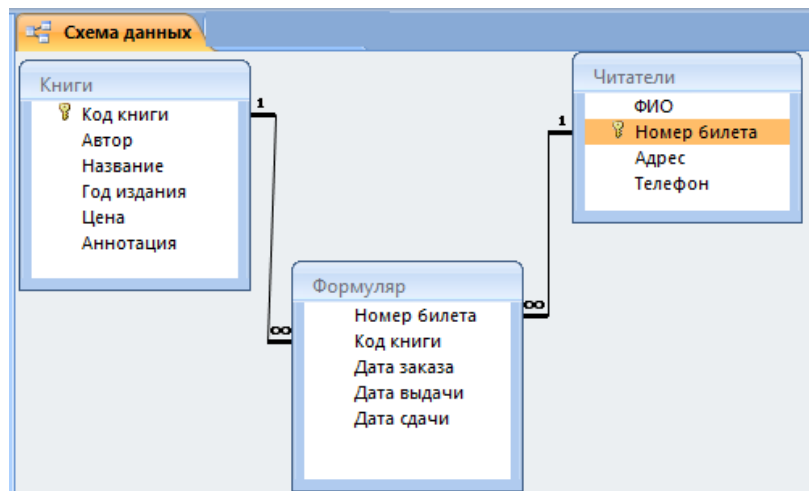 Схема данных
Книги
Код книги
Автор
Название
Год издания
Цена
Аннотация
1
∞
Читатели
ФИО
Номер билета
Адрес
Телефон
1
∞
Формуляр
Номер билета
Код книги
Дата заказа
Дата выдачи
Дата сдачи